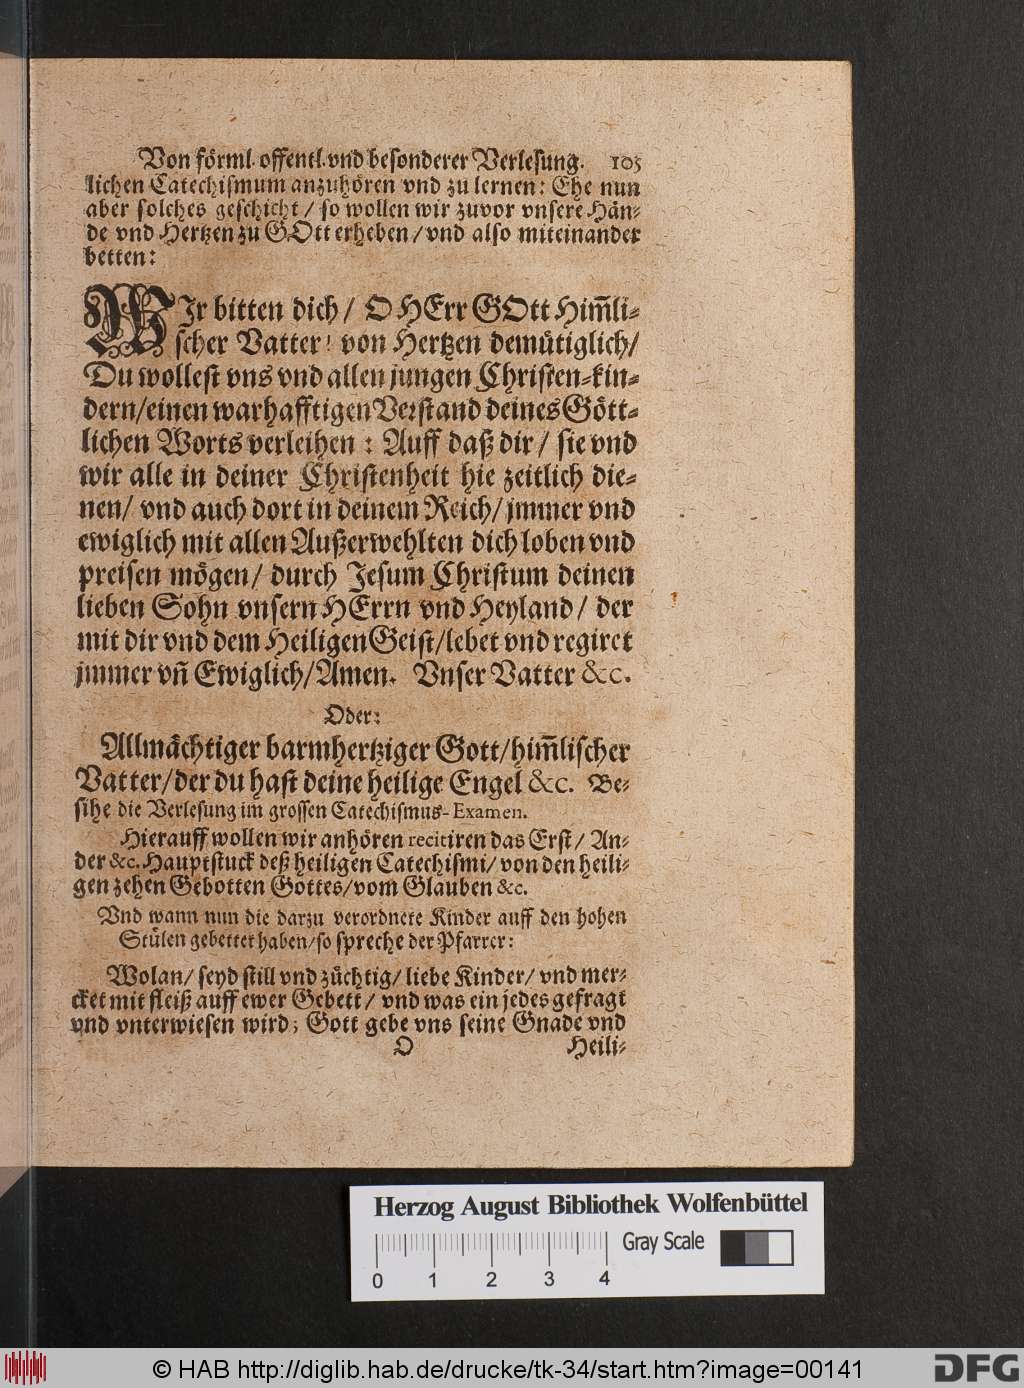 Von förml. offentl. vnd besonderer Verlesung. 105
lichen Catechismum anzuhören vnd zu lernen: Ehe nun
aber solches geschicht / so wollen wir zuvor vnsere Hän-
de vnd Hertzen zu GOtt erheben / vnd also miteinander
betten:
WIr bitten dich / O HErr GOtt Him̃li-
scher Vatter! von Hertzen demütiglich /
Du wollest vns vnd allen jungen Christen-kin-
dern / einen warhafftigen Verstand deines Gött-
lichen Worts verleihen : Auff daß dir / sie vnd
wir alle in deiner Christenheit hie zeitlich die-
nen / vnd auch dort in deinem Reich / jmmer vnd
ewiglich mit allen Außerwehlten dich loben vnd
preisen mögen / durch Jesum Christum deinen
lieben Sohn vnsern HErrn vnd Heyland / der
mit dir vnd dem Heiligen Geist / lebet vnd regiret
jmmer vñ Ewiglich / Amen. Vnser Vatter &c.
Oder:
Allmächtiger barmhertziger Gott / him̃lischer
Vatter / der du hast deine heilige Engel &c. Be-
sihe die Verlesung im grossen Catechismus-Examen.
Hierauff wollen wir anhören recitiren das Erst / An-
der &c. Hauptstuck deß heiligen Catechismi / von den heili-
gen zehen Gebotten Gottes / vom Glauben &c.
Vnd wann nun die darzu verordnete Kinder auff den hohen
Stülen gebettet haben / so spreche der Pfarrer:
Wolan / seyd still vnd züchtig / liebe Kinder / vnd mer-
cket mit fleiß auff ewer Gebett / vnd was ein jedes gefragt
vnd vnterwiesen wird; Gott gebe vns seine Gnade vnd
O Heili-
Herzog August Bibliothek Wolfenbüttel
Gray Scale
0 1 2 3 4
© HAB http://diglib.hab.de/drucke/tk-34/start.htm?image=00141
DFG